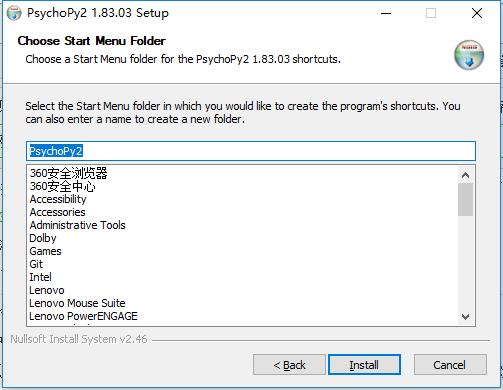 PsychoPy2 1.83.03 Setup
Choose Start Menu Folder
Choose a Start Menu folder for the PsychoPy2 1.83.03 shortcuts.
Select the Start Menu folder in which you would like to create the program's shortcuts. You
can also enter a name to create a new folder.
PsychoPy2
360安全浏览器
360安全中心
Accessibility
Accessories
Administrative Tools
Dolby
Games
Git
Intel
Lenovo
Lenovo Mouse Suite
Lenovo PowerENGAGE
Nullsoft Install System v2.46
< Back
Install
Cancel